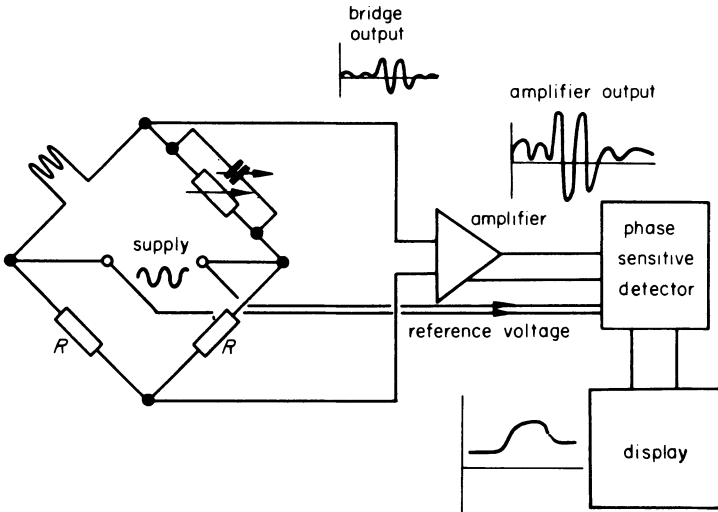 bridge
output
amplifier output
amplifier
phase
sensitive
detector
supply
R
R
reference voltage
display